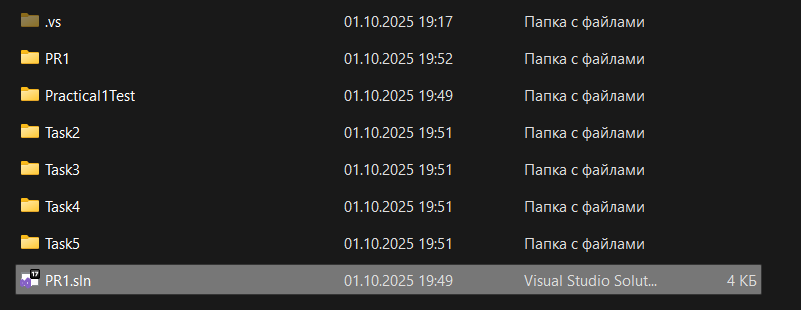 .vs 01.10.2025 19:17 Папка с файлами
PR1 01.10.2025 19:52 Папка с файлами
Practical1Test 01.10.2025 19:49 Папка с файлами
Task2 01.10.2025 19:51 Папка с файлами
Task3 01.10.2025 19:51 Папка с файлами
Task4 01.10.2025 19:51 Папка с файлами
Task5 01.10.2025 19:51 Папка с файлами
17
PR1.sln 01.10.2025 19:49 Visual Studio Solut... 4 КБ